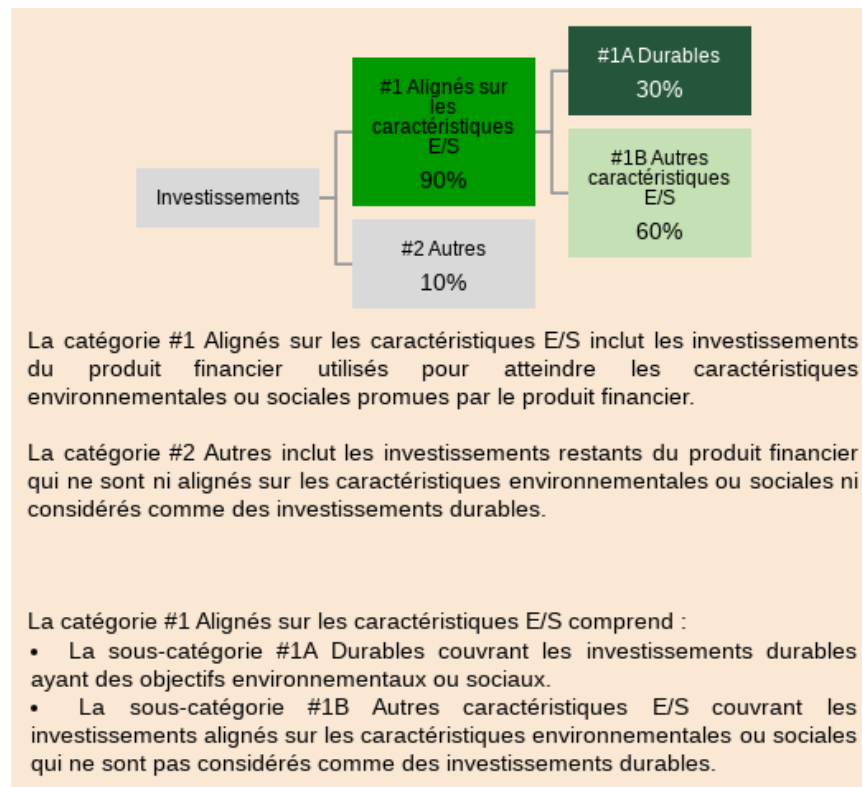 #1A Durables
30%
#1 Alignés sur
les
caractéristiques
E/S
90%
#1B Autres
caractéristiques
E/S
60%
Investissements
#2 Autres
10%
La catégorie #1 Alignés sur les caractéristiques E/S inclut les investissements
du produit financier utilisés pour atteindre les caractéristiques
environnementales ou sociales promues par le produit financier.
La catégorie #2 Autres inclut les investissements restants du produit financier
qui ne sont ni alignés sur les caractéristiques environnementales ou sociales ni
considérés comme des investissements durables.
La catégorie #1 Alignés sur les caractéristiques E/S comprend :
• La sous-catégorie #1A Durables couvrant les investissements durables
ayant des objectifs environnementaux ou sociaux.
• La sous-catégorie #1B Autres caractéristiques E/S couvrant les
investissements alignés sur les caractéristiques environnementales ou sociales
qui ne sont pas considérés comme des investissements durables.